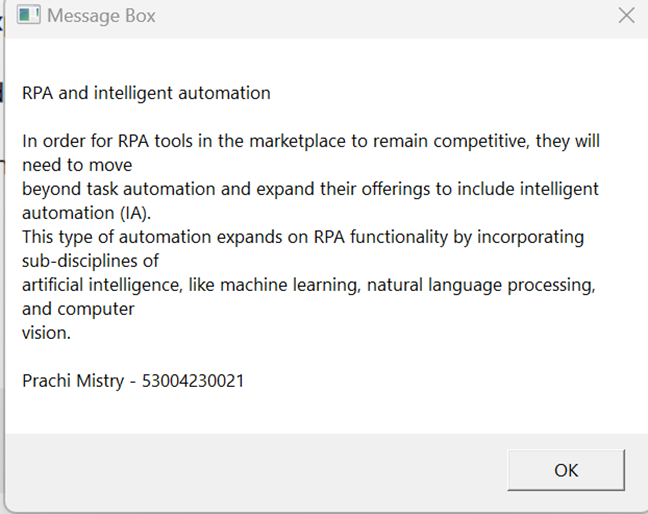 Message Box
RPA and intelligent automation
In order for RPA tools in the marketplace to remain competitive, they will
need to move
beyond task automation and expand their offerings to include intelligent
automation (IA).
This type of automation expands on RPA functionality by incorporating
sub-disciplines of
artificial intelligence, like machine learning, natural language processing,
and computer
vision.
Prachi Mistry - 53004230021
OK